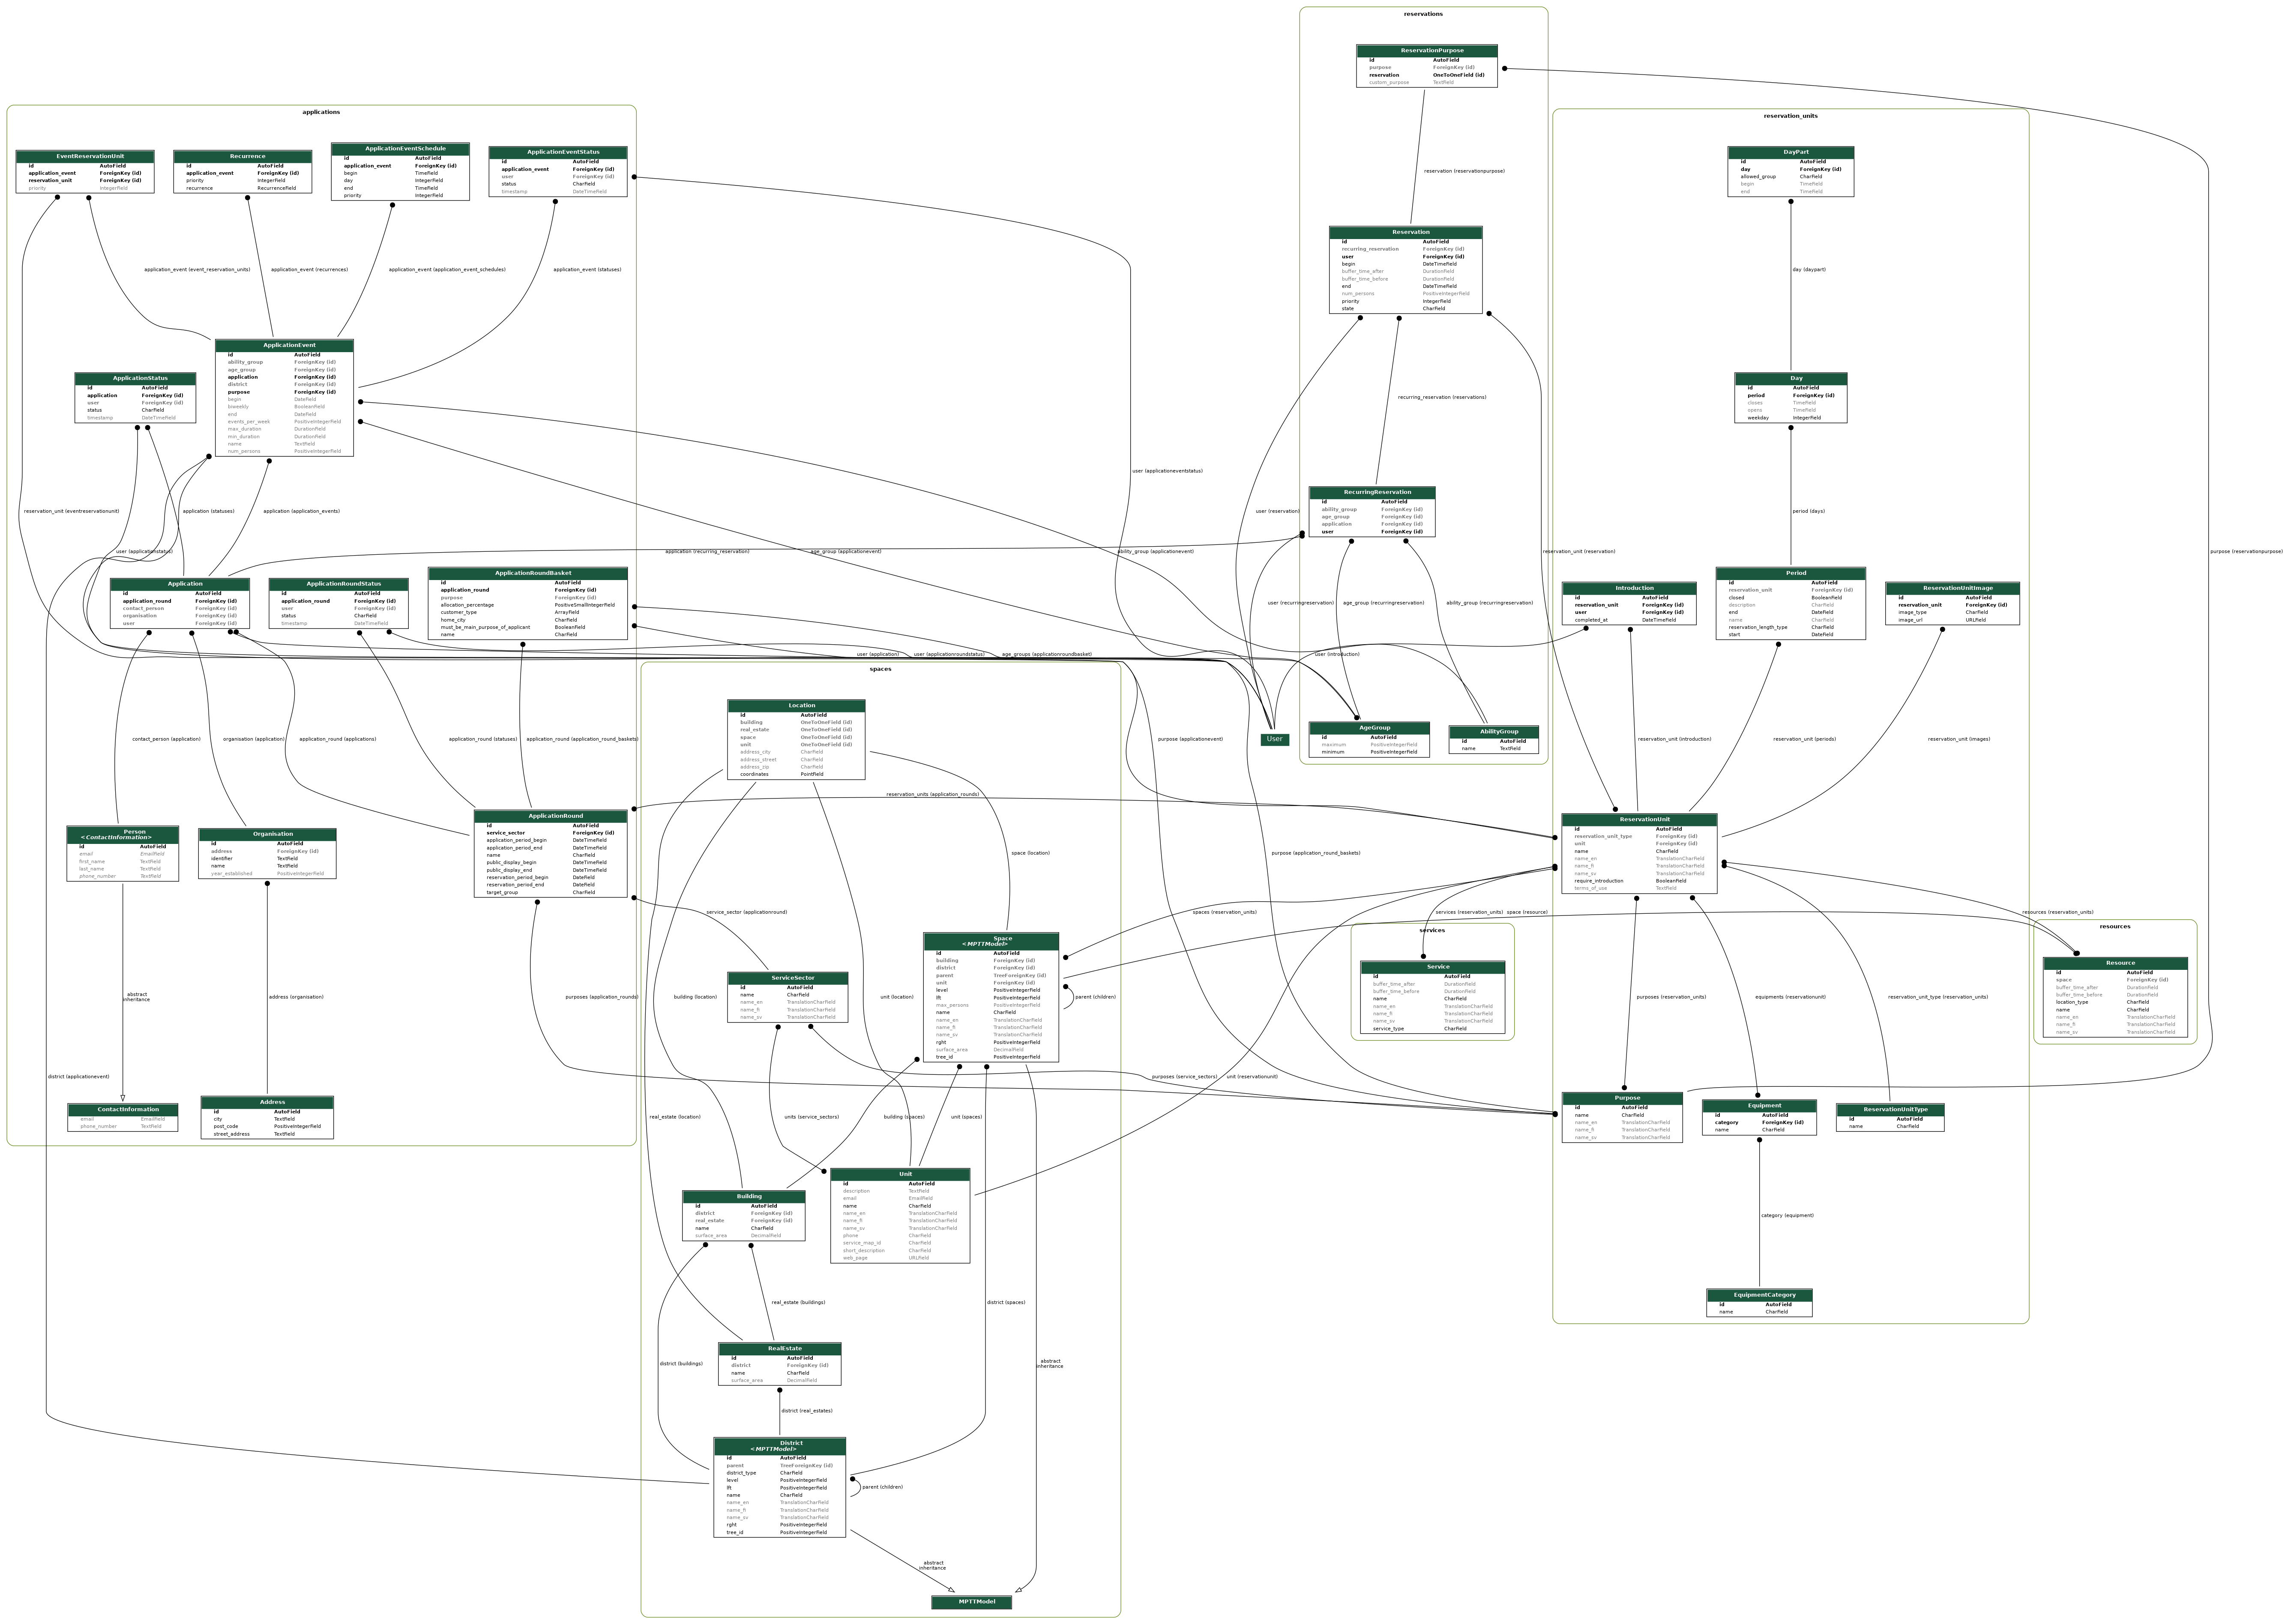 reservations
ReservationPurpose
id AutoField
purpose ForeignKey (id)
reservation OneToOneField (id)
custom_purpose TextField
reservation (reservationpurpose)
Reservation
id AutoField
recurring_reservation ForeignKey (id)
user ForeignKey (id)
begin DateTimeField
buffer_time_after DurationField
buffer_time_before DurationField
end DateTimeField
num_persons PositiveIntegerField
priority IntegerField
state CharField
recurring_reservation (reservations)
user (reservation)
RecurringReservation
id AutoField
ability_group ForeignKey (id)
age_group ForeignKey (id)
application ForeignKey (id)
user ForeignKey (id)
user (recurringreservation)
age_group (recurringreservation)
ability_group (recurringreservation)
user (introduction)
User
AgeGroup
id AutoField
maximum PositiveIntegerField
minimum PositiveIntegerField
AbilityGroup
id AutoField
name TextField
applications
EventReservationUnit
id AutoField
application_event ForeignKey (id)
reservation_unit ForeignKey (id)
priority IntegerField
Recurrence
id AutoField
application_event ForeignKey (id)
priority IntegerField
recurrence RecurrenceField
ApplicationEventSchedule
id AutoField
application_event ForeignKey (id)
begin TimeField
day IntegerField
end TimeField
priority IntegerField
ApplicationEventStatus
id AutoField
application_event ForeignKey (id)
user ForeignKey (id)
status CharField
timestamp DateTimeField
application_event (event_reservation_units)
application_event (recurrences)
application_event (application_event_schedules)
application_event (statuses)
ApplicationEvent
id AutoField
ability_group ForeignKey (id)
age_group ForeignKey (id)
application ForeignKey (id)
district ForeignKey (id)
purpose ForeignKey (id)
begin DateField
biweekly BooleanField
end DateField
events_per_week PositiveIntegerField
max_duration DurationField
min_duration DurationField
name TextField
num_persons PositiveIntegerField
ApplicationStatus
id AutoField
application ForeignKey (id)
user ForeignKey (id)
status CharField
timestamp DateTimeField
user (applicationeventstatus)
reservation_unit (eventreservationunit)
application (statuses)
application (application_events)
user (applicationstatus)
application (recurring_reservation)
age_group (applicationevent)
ability_group (applicationevent)
Application
id AutoField
application_round ForeignKey (id)
contact_person ForeignKey (id)
organisation ForeignKey (id)
user ForeignKey (id)
ApplicationRoundStatus
id AutoField
application_round ForeignKey (id)
user ForeignKey (id)
status CharField
timestamp DateTimeField
ApplicationRoundBasket
id AutoField
application_round ForeignKey (id)
purpose ForeignKey (id)
allocation_percentage PositiveSmallIntegerField
customer_type ArrayField
home_city CharField
must_be_main_purpose_of_applicant BooleanField
name CharField
user (application)
user (applicationroundstatus)
age_groups (applicationroundbasket)
contact_person (application)
organisation (application)
application_round (applications)
application_round (statuses)
application_round (application_round_baskets)
purpose (applicationevent)
reservation_units (application_rounds)
Person
<ContactInformation>
id AutoField
email EmailField
first_name TextField
last_name TextField
phone_number TextField
Organisation
id AutoField
address ForeignKey (id)
identifier TextField
name TextField
year_established PositiveIntegerField
ApplicationRound
id AutoField
service_sector ForeignKey (id)
application_period_begin DateTimeField
application_period_end DateTimeField
name CharField
public_display_begin DateTimeField
public_display_end DateTimeField
reservation_period_begin DateField
reservation_period_end DateField
target_group CharField
abstract
inheritance
address (organisation)
purposes (application_rounds)
service_sector (applicationround)
district (applicationevent)
ContactInformation
email EmailField
phone_number TextField
Address
id AutoField
city TextField
post_code PositiveIntegerField
street_address TextField
spaces
Location
id AutoField
building OneToOneField (id)
real_estate OneToOneField (id)
space OneToOneField (id)
unit OneToOneField (id)
address_city CharField
address_street CharField
address_zip CharField
coordinates PointField
space (location)
purpose (application_round_baskets)
spaces (reservation_units)
Space
<MPTTModel>
id AutoField
building ForeignKey (id)
district ForeignKey (id)
parent TreeForeignKey (id)
unit ForeignKey (id)
level PositiveIntegerField
lft PositiveIntegerField
max_persons PositiveIntegerField
name CharField
name_en TranslationCharField
name_fi TranslationCharField
name_sv TranslationCharField
rght PositiveIntegerField
surface_area DecimalField
tree_id PositiveIntegerField
parent (children)
ServiceSector
id AutoField
name CharField
name_en TranslationCharField
name_fi TranslationCharField
name_sv TranslationCharField
building (location)
unit (location)
real_estate (location)
units (service_sectors)
building (spaces)
unit (spaces)
purposes (service_sectors)
unit (reservationunit)
Building
id AutoField
district ForeignKey (id)
real_estate ForeignKey (id)
name CharField
surface_area DecimalField
Unit
id AutoField
description TextField
email EmailField
name CharField
name_en TranslationCharField
name_fi TranslationCharField
name_sv TranslationCharField
phone CharField
service_map_id CharField
short_description CharField
web_page URLField
real_estate (buildings)
district (spaces)
district (buildings)
abstract
inheritance
RealEstate
id AutoField
district ForeignKey (id)
name CharField
surface_area DecimalField
district (real_estates)
District
<MPTTModel>
id AutoField
parent TreeForeignKey (id)
district_type CharField
level PositiveIntegerField
lft PositiveIntegerField
name CharField
name_en TranslationCharField
name_fi TranslationCharField
name_sv TranslationCharField
rght PositiveIntegerField
tree_id PositiveIntegerField
parent (children)
abstract
inheritance
MPTTModel
reservation_units
DayPart
id AutoField
day ForeignKey (id)
allowed_group CharField
begin TimeField
end TimeField
day (daypart)
Day
id AutoField
period ForeignKey (id)
closes TimeField
opens TimeField
weekday IntegerField
period (days)
reservation_unit (reservation)
purpose (reservationpurpose)
Introduction
id AutoField
reservation_unit ForeignKey (id)
user ForeignKey (id)
completed_at DateTimeField
Period
id AutoField
reservation_unit ForeignKey (id)
closed BooleanField
description CharField
end DateField
name CharField
reservation_length_type CharField
start DateField
ReservationUnitImage
id AutoField
reservation_unit ForeignKey (id)
image_type CharField
image_url URLField
reservation_unit (introduction)
reservation_unit (periods)
reservation_unit (images)
ReservationUnit
id AutoField
reservation_unit_type ForeignKey (id)
unit ForeignKey (id)
name CharField
name_en TranslationCharField
name_fi TranslationCharField
name_sv TranslationCharField
require_introduction BooleanField
terms_of_use TextField
services (reservation_units)
space (resource)
resources (reservation_units)
services
Service
id AutoField
buffer_time_after DurationField
buffer_time_before DurationField
name CharField
name_en TranslationCharField
name_fi TranslationCharField
name_sv TranslationCharField
service_type CharField
purposes (reservation_units)
equipments (reservationunit)
reservation_unit_type (reservation_units)
resources
Resource
id AutoField
space ForeignKey (id)
buffer_time_after DurationField
buffer_time_before DurationField
location_type CharField
name CharField
name_en TranslationCharField
name_fi TranslationCharField
name_sv TranslationCharField
Purpose
id AutoField
name CharField
name_en TranslationCharField
name_fi TranslationCharField
name_sv TranslationCharField
Equipment
id AutoField
category ForeignKey (id)
name CharField
ReservationUnitType
id AutoField
name CharField
category (equipment)
EquipmentCategory
id AutoField
name CharField